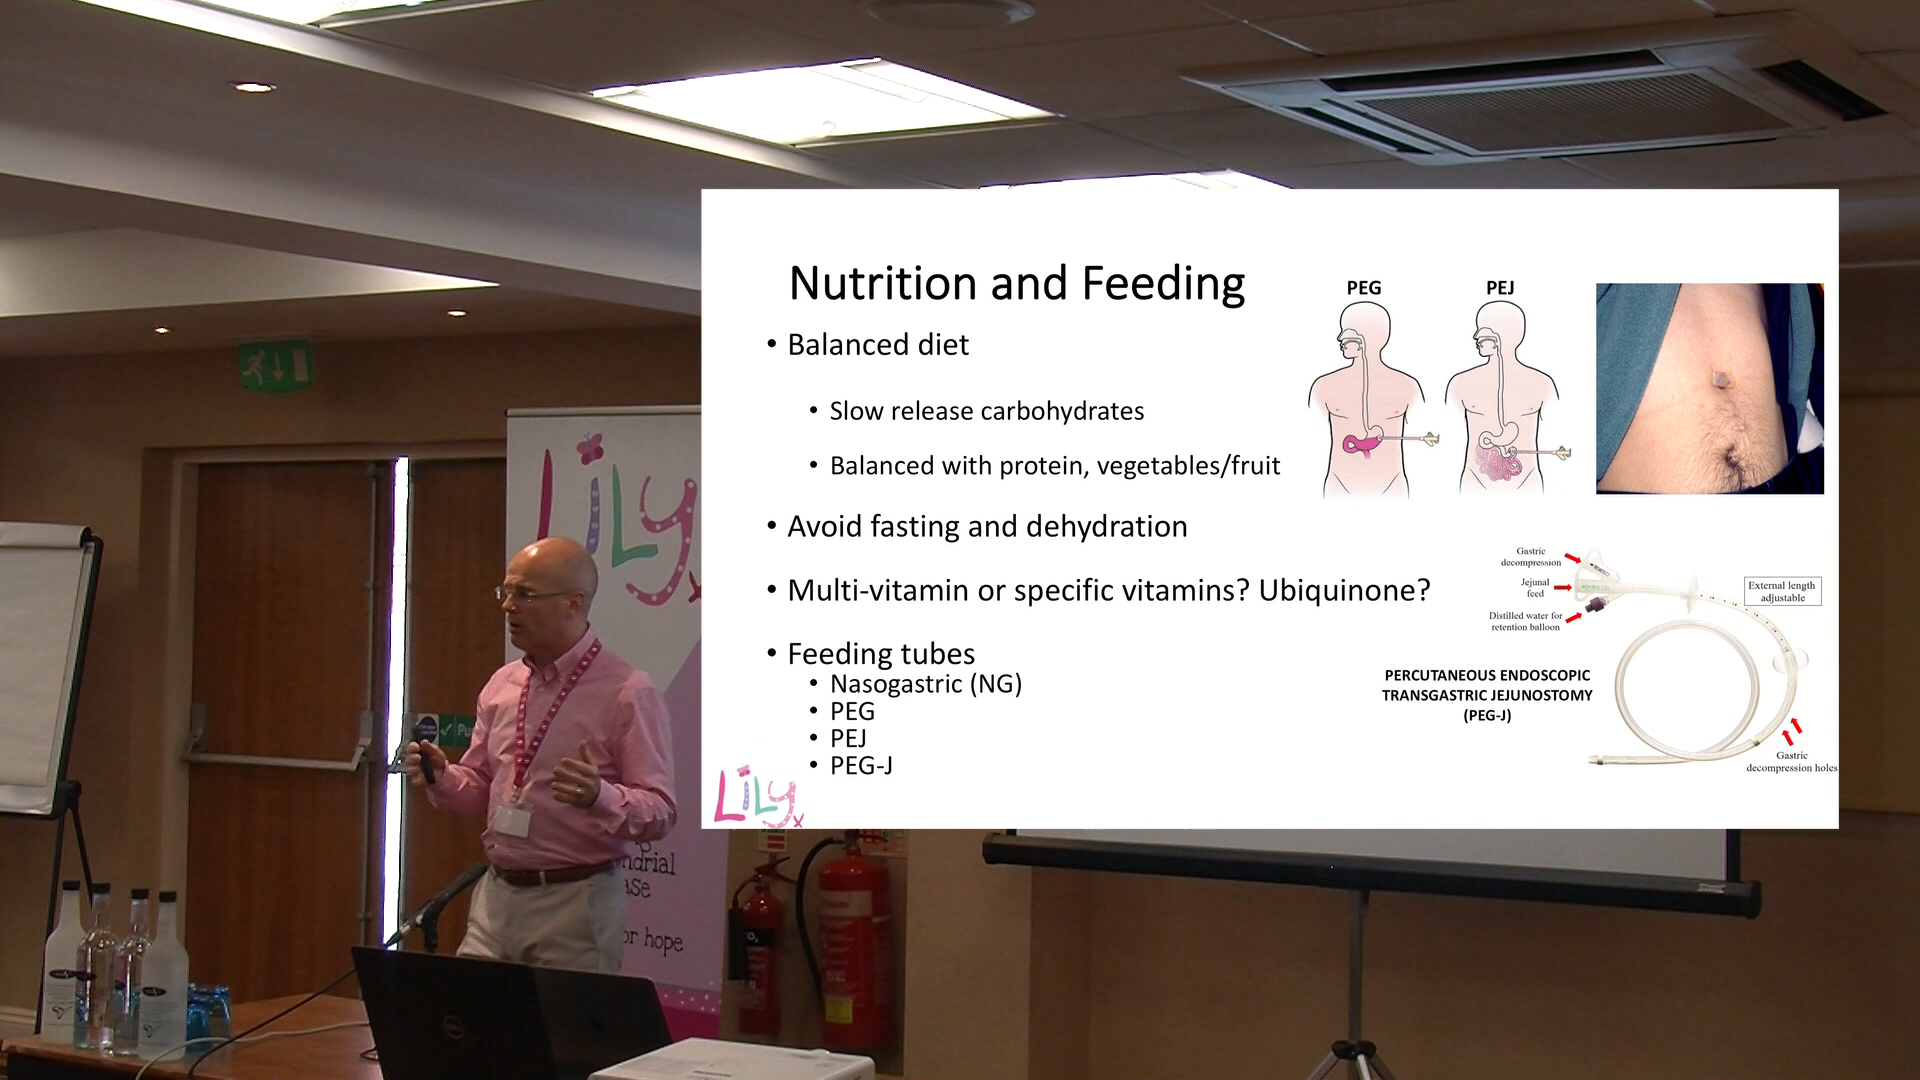 Nutrition and Feeding
• Balanced diet
• Slow release carbohydrates
• Balanced with protein, vegetables/fruit
• Avoid fasting and dehydration
• Multi-vitamin or specific vitamins? Ubiquinone?
• Feeding tubes
• Nasogastric (NG)
• PEG
• PEJ
• PEG-J
PEG
PEJ
Gastric
decompression
Jejunal
feed
Distilled water for
retention balloon
External length
adjustable
PERCUTANEOUS ENDOSCOPIC
TRANSGASTRIC JEJUNOSTOMY
(PEG-J)
Gastric
decompression holes
LiLy
x
LiLy
x
ndrial
ase
or hope
Pu
DELL